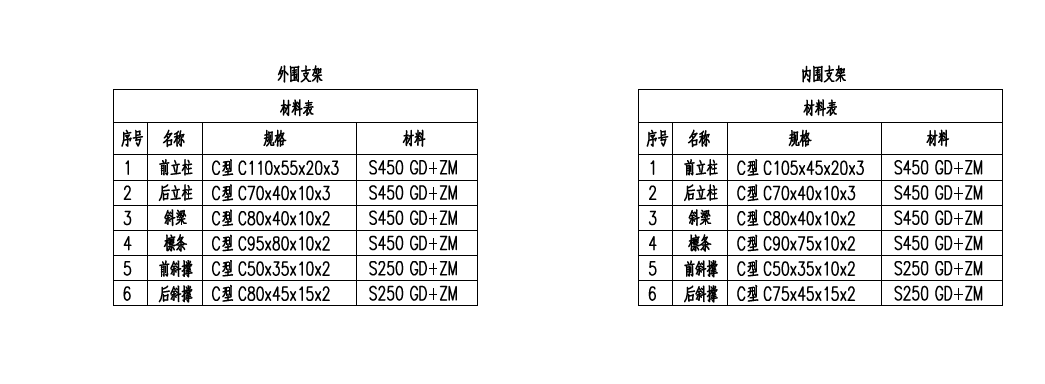 外围支架
材料表
序号 名称 规格 材料
1 前立柱 C型 C110x55x20x3 S450 GD+ZM
2 后立柱 C型 C70x40x10x3 S450 GD+ZM
3 斜梁 C型 C80x40x10x2 S450 GD+ZM
4 檩条 C型 C95x80x10x2 S450 GD+ZM
5 前斜撑 C型 C50x35x10x2 S250 GD+ZM
6 后斜撑 C型 C80x45x15x2 S250 GD+ZM
内围支架
材料表
序号 名称 规格 材料
1 前立柱 C型 C105x45x20x3 S450 GD+ZM
2 后立柱 C型 C70x40x10x3 S450 GD+ZM
3 斜梁 C型 C80x40x10x2 S450 GD+ZM
4 檩条 C型 C90x75x10x2 S450 GD+ZM
5 前斜撑 C型 C50x35x10x2 S250 GD+ZM
6 后斜撑 C型 C75x45x15x2 S250 GD+ZM